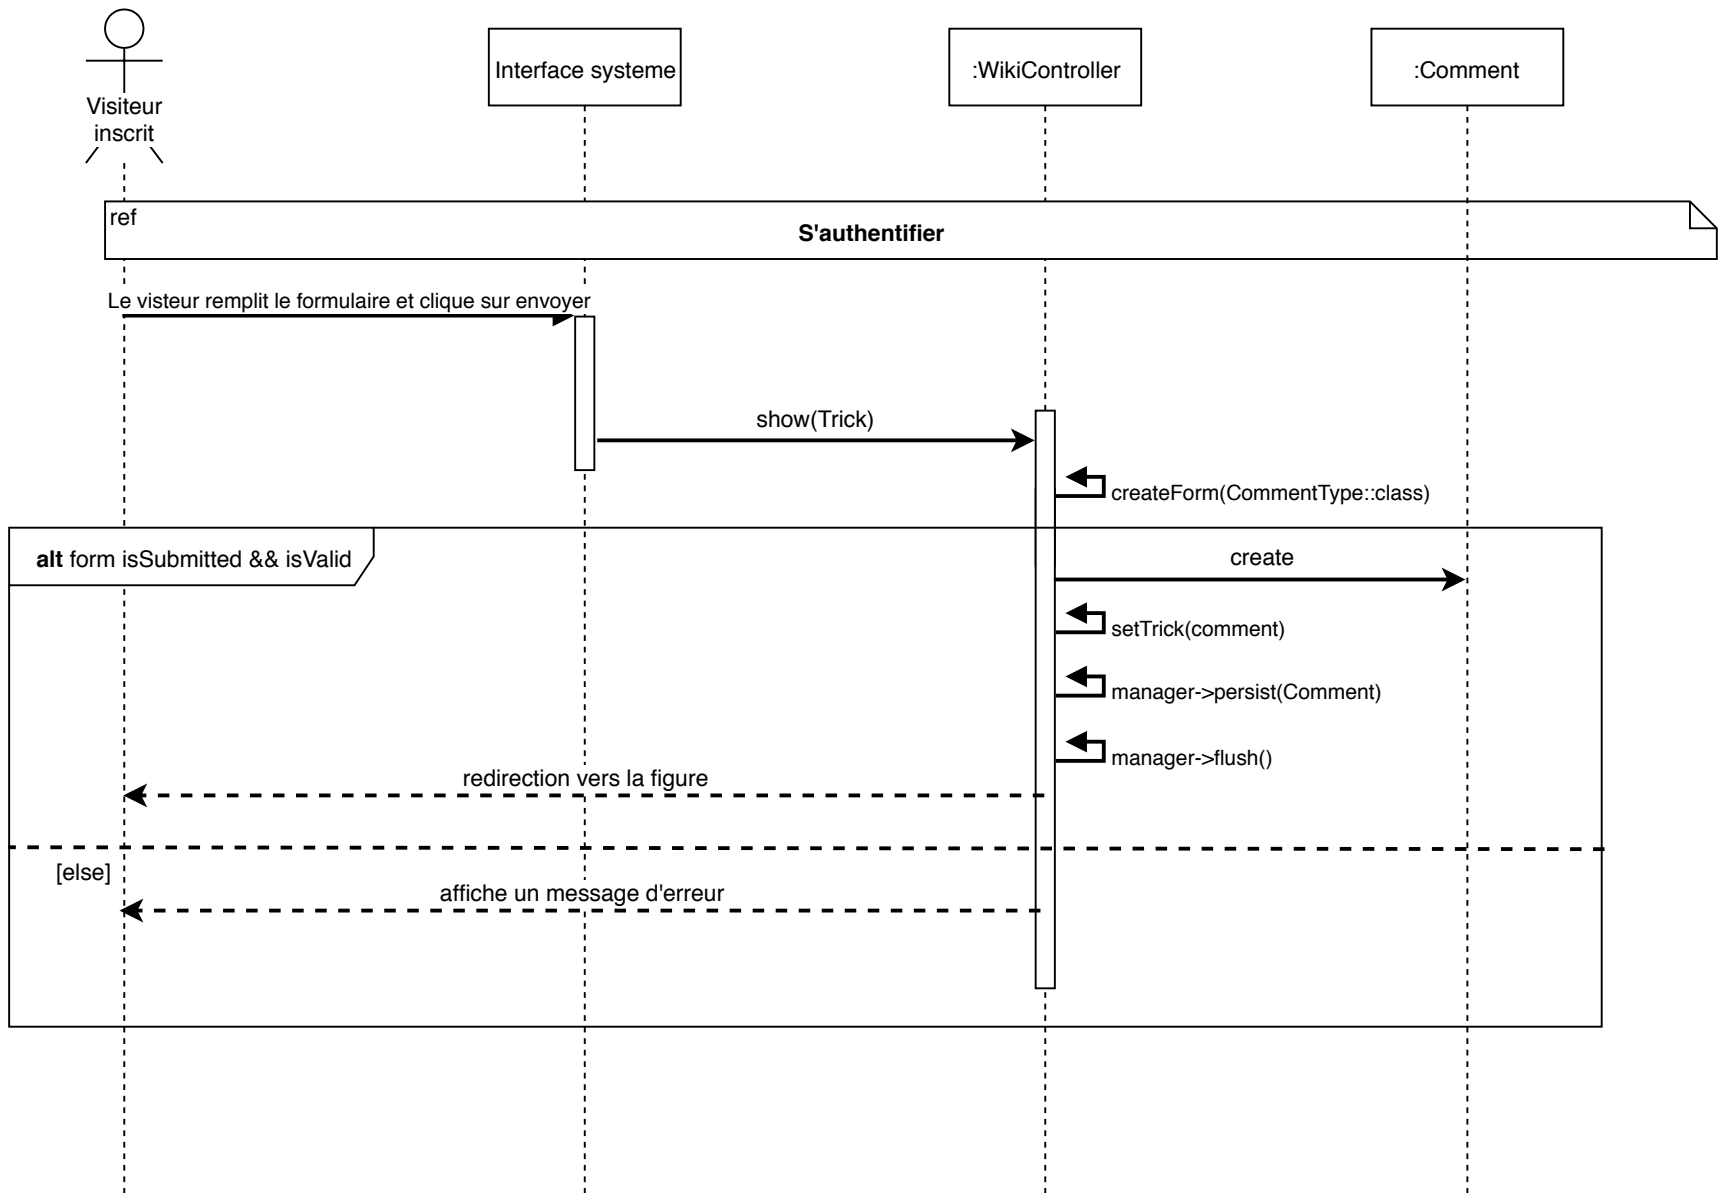 Visiteur
inscrit
Interface systeme
:WikiController
:Comment
ref
S'authentifier
Le visteur remplit le formulaire et clique sur envoyer
show(Trick)
createForm(CommentType::class)
alt form isSubmitted && isValid
create
setTrick(comment)
manager->persist(Comment)
manager->flush()
redirection vers la figure
[else]
affiche un message d'erreur